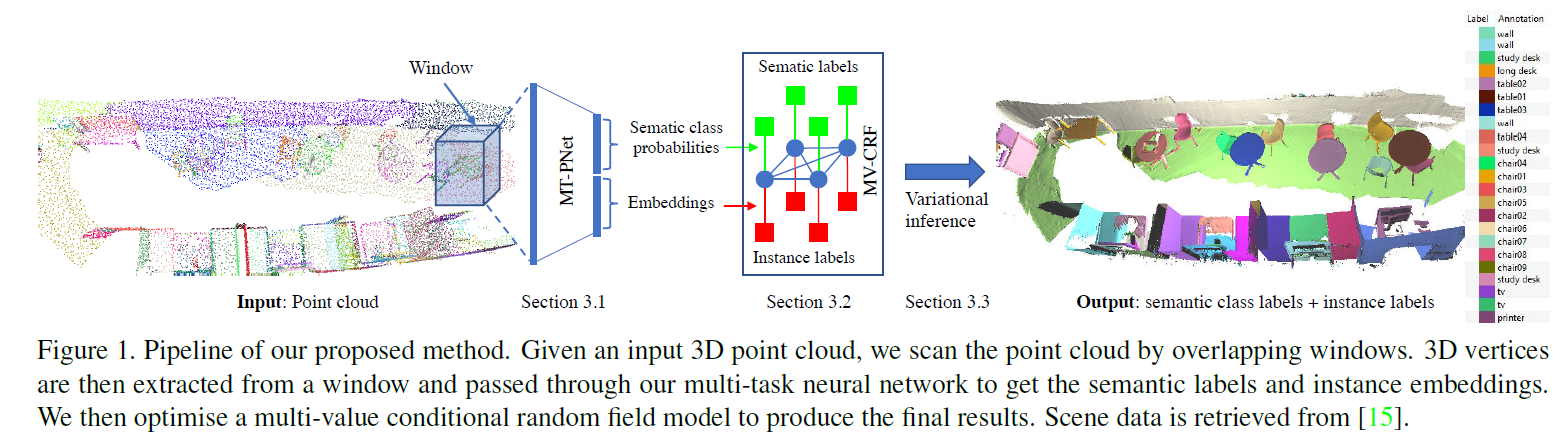 Label Annotation
wall
wall
study desk
long desk
table02
table01
table03
wall
table04
study desk
chair04
chair01
chair03
chair05
chair02
chair06
chair07
chair08
chair09
study desk
tv
tv
printer
Window
MT-PNet
Sematic class
probabilities
Embeddings
Sematic labels
MV-CRF
Instance labels
Variational
inference
Input: Point cloud
Section 3.1
Section 3.2
Section 3.3
Output: semantic class labels + instance labels
Figure 1. Pipeline of our proposed method. Given an input 3D point cloud, we scan the point cloud by overlapping windows. 3D vertices
are then extracted from a window and passed through our multi-task neural network to get the semantic labels and instance embeddings.
We then optimise a multi-value conditional random field model to produce the final results. Scene data is retrieved from [15].